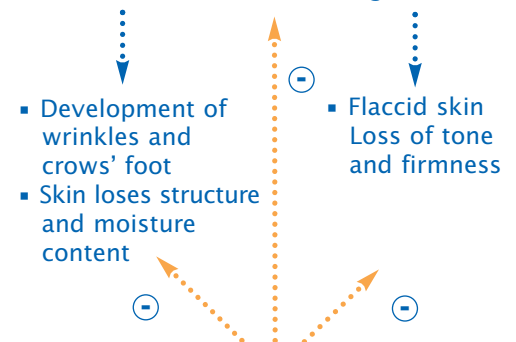 -
▪ Development of
wrinkles and
crows’ foot
▪ Skin loses structure
and moisture
content
▪ Flaccid skin
Loss of tone
and firmness
-
-